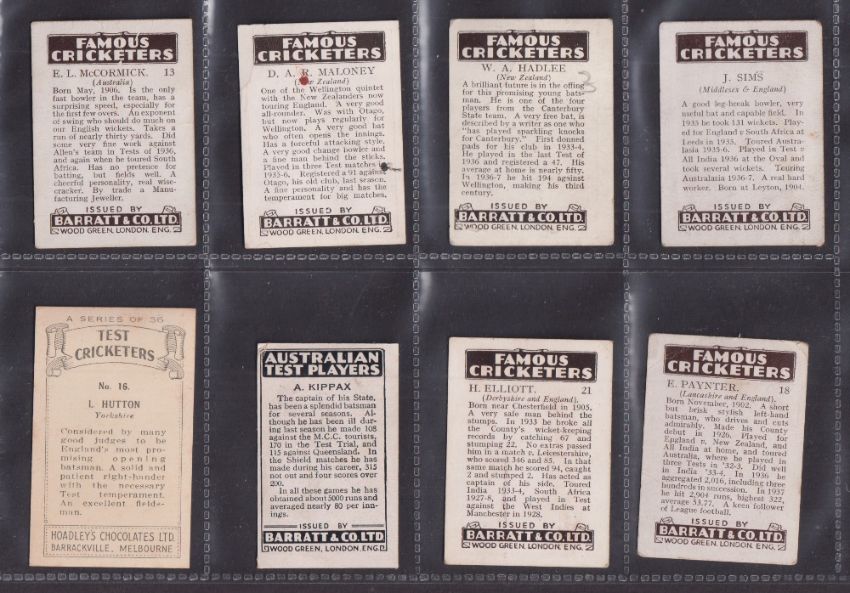 FAMOUS
CRICKETERS
E. L. McCORMICK. 13
(Australia)
Born May, 1906. Is the
only fast bowler in the team, has a
surprising speed, especially for
the first few overs. An exponent
of swing who should do much on
our English wickets. Takes a
run of nearly thirty yards. Did
some very fine work against
Allen's team in Tests of 1936,
and again when he toured South
Africa. Has no pretence for
batting, but fields well. A
cheerful personality, real wise-
cracker. By trade a Manu-
facturing Jeweller.
ISSUED BY
BARRATT & CO. LTD.
WOOD GREEN, LONDON, ENG.
FAMOUS
CRICKETERS
D. A. R. MALONEY
(New Zealand)
One of the Wellington quintet
with the New Zealanders now
touring England. A very good
all-rounder. Was with Otago,
but now plays regularly for
Wellington. A very good bat
who often opens the innings.
Has a forceful attacking style.
A very good change bowler and
a fine man behind the sticks.
Played in three Test matches in
1935-6. Registered a 91 against
Otago, his old club, last season.
A fine personality and has the
temperament for big matches.
ISSUED BY
BARRATT & CO. LTD.
WOOD GREEN, LONDON, ENG.
FAMOUS
CRICKETERS
W. A. HADLEE
(New Zealand)
3
A brilliant future is in the offing
for this promising young bats-
man. He is one of the four
players from the Canterbury
State team. A very free bat, is
described by a writer as one who
"has played sparkling knocks
for Canterbury." First donned
pads for his club in 1933-4.
He played in the last Test of
1936 and registered a 47. His
average at home is nearly fifty.
In 1936-7 he hit 194 against
Wellington, making his third
century.
ISSUED BY
BARRATT & CO. LTD.
WOOD GREEN, LONDON, ENG.
FAMOUS
CRICKETERS
J. SIMS
(Middlesex & England)
A good leg-break bowler, very
useful bat and capable field. In
1935 he took 131 wickets. Play-
ed for England v South Africa at
Leeds in 1935. Toured Austra-
lasia 1935-6. Played in Test v
All India 1936 at the Oval and
took several wickets. Touring
Australasia 1936-7. A real hard
worker. Born at Leyton, 1904.
ISSUED BY
BARRATT & CO. LTD.
WOOD GREEN, LONDON, ENG.
A SERIES OF 36
TEST
CRICKETERS
No. 16.
L HUTTON
Yorkshire
Considered by many
good judges to be
England's most pro-
mising opening
batsman. A solid and
patient right-hander
with the necessary
Test temperament.
An excellent fields-
man.
HOADLEY'S CHOCOLATES LTD.
BARRACKVILLE, MELBOURNE
AUSTRALIAN
TEST PLAYERS
A. KIPPAX
The captain of his State,
has been a splendid batsman
for several seasons. Al-
though he has been ill dur-
ing last season he made 108
against the M.C.C. tourists,
170 in the Test Trial, and
115 against Queensland. In
the Shield matches he has
made during his career, 315
not out and four scores over
200.
In all these games he has
obtained about 5000 runs and
averaged nearly 80 per inn-
ings.
ISSUED BY
BARRATT & CO. LTD.
WOOD GREEN, LONDON, ENG.
FAMOUS
CRICKETERS
H. ELLIOTT. 21
(Derbyshire and England).
Born near Chesterfield in 1905.
A very safe man behind the
stumps. In 1933 he broke all
the County's wicket-keeping
records by catching 67 and
stumping 22. No extras passed
him in a match v. Leicestershire,
who scored 346 and 85. In that
same match he scored 94, caught
2 and stumped 2. Has acted as
captain of his side. Toured
India 1933-4, South Africa
1927-8, and played in Test
against the West Indies at
Manchester in 1928.
ISSUED BY
BARRATT & CO. LTD.
WOOD GREEN, LONDON, ENG.
FAMOUS
CRICKETERS
E. PAYNTER. 18
(Lancashire and England).
Born November, 1902. A short
but brisk stylish left-hand
batsman, who drives and cuts
admirably. Made his County
debut in 1926. Played for
England v. New Zealand, and
All India at home, and toured
Australia, where he played in
three Tests in '32-3. Did well
in India '33-4. In 1936 he
aggregated 2,016, including three
hundreds in succession. In 1937
he hit 2,904 runs, highest 322,
average 53.77. A keen follower
of League football.
ISSUED BY
BARRATT & CO. LTD.
WOOD GREEN, LONDON, ENG.